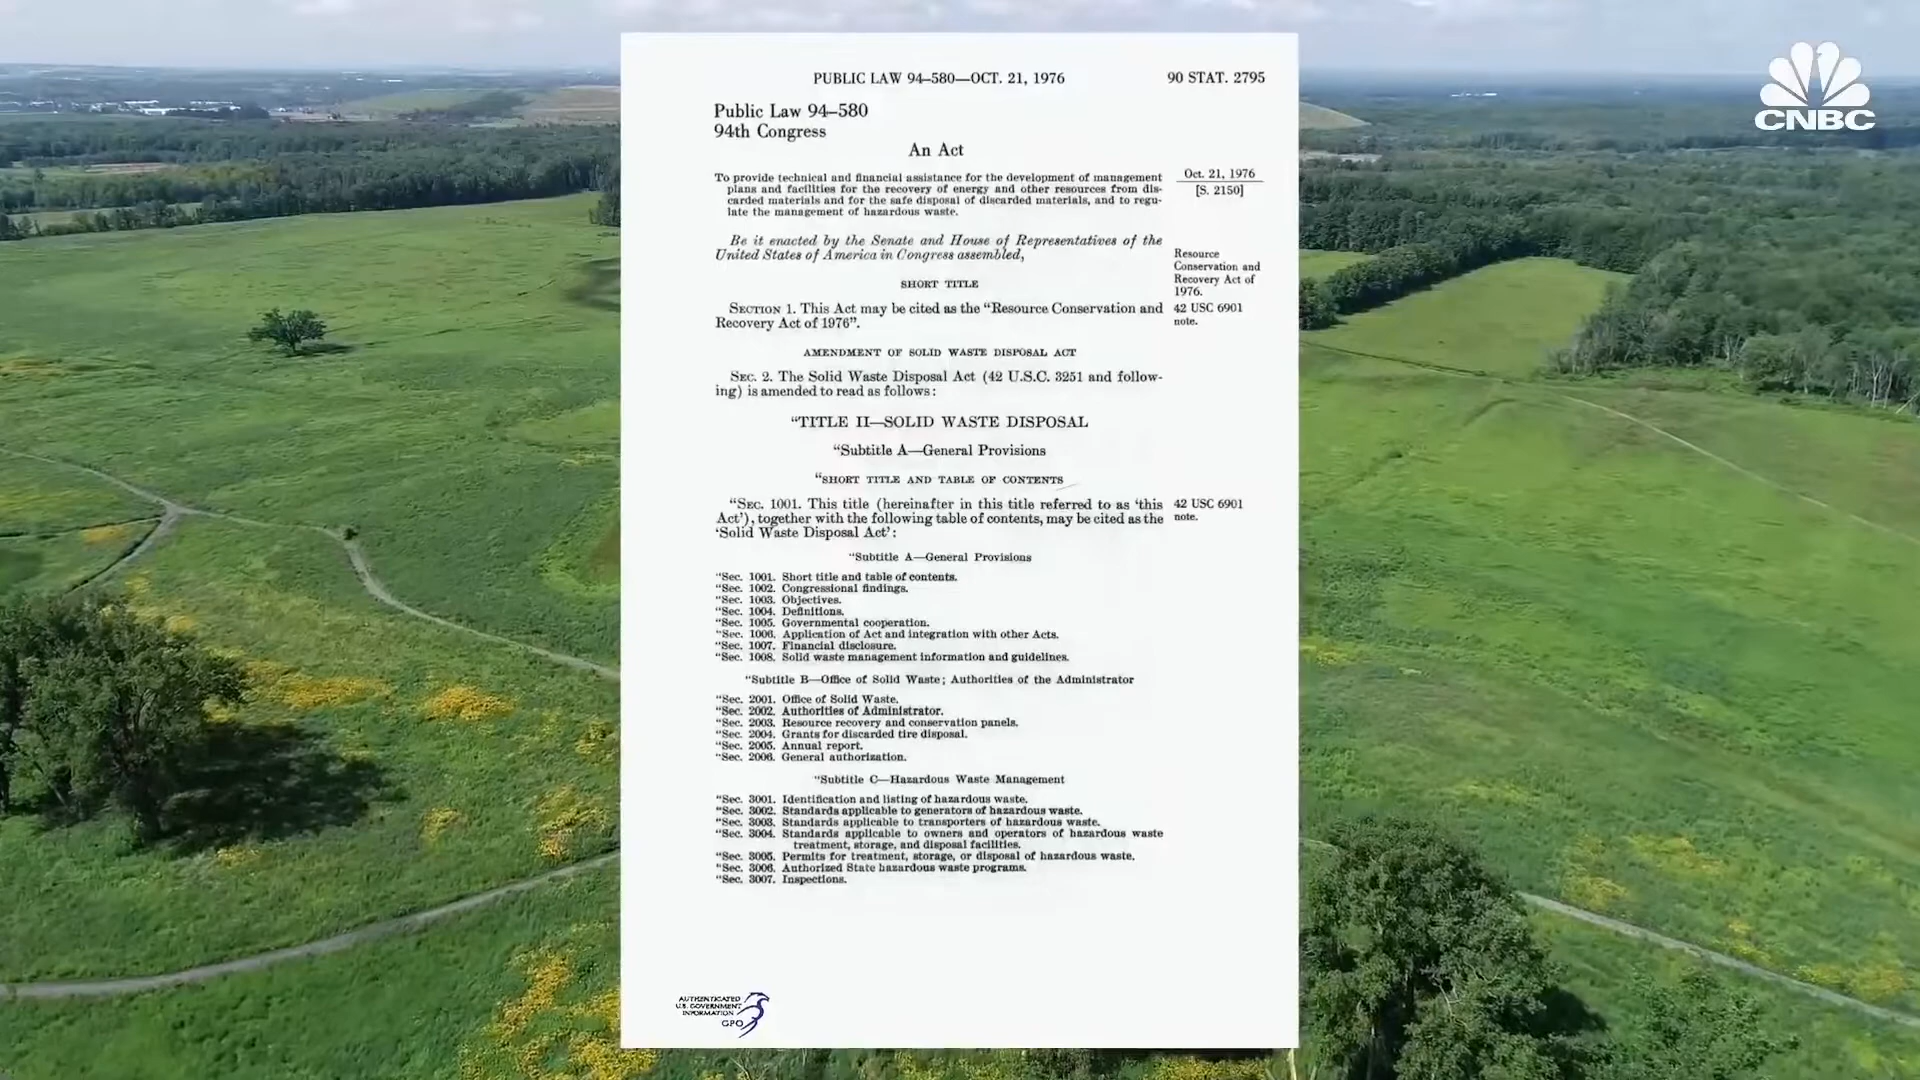 PUBLIC LAW 94–580—OCT. 21, 1976
90 STAT. 2795
Public Law 94–580
94th Congress
An Act
To provide technical and financial assistance for the development of management
plans and facilities for the recovery of energy and other resources from dis-
carded materials and for the safe disposal of discarded materials, and to regu-
late the management of hazardous waste.
Oct. 21, 1976
[S. 2150]
Be it enacted by the Senate and House of Representatives of the
United States of America in Congress assembled,
SHORT TITLE
SECTION 1. This Act may be cited as the “Resource Conservation and
Recovery Act of 1976”.
Resource
Conservation and
Recovery Act of
1976.
42 USC 6901
note.
AMENDMENT OF SOLID WASTE DISPOSAL ACT
SEC. 2. The Solid Waste Disposal Act (42 U.S.C. 3251 and follow-
ing) is amended to read as follows:
“TITLE II—SOLID WASTE DISPOSAL
“Subtitle A—General Provisions
“SHORT TITLE AND TABLE OF CONTENTS
“SEC. 1001. This title (hereinafter in this title referred to as ‘this
Act’), together with the following table of contents, may be cited as the
‘Solid Waste Disposal Act’:
42 USC 6901
note.
“Subtitle A—General Provisions
“Sec. 1001. Short title and table of contents.
“Sec. 1002. Congressional findings.
“Sec. 1003. Objectives.
“Sec. 1004. Definitions.
“Sec. 1005. Governmental cooperation.
“Sec. 1006. Application of Act and integration with other Acts.
“Sec. 1007. Financial disclosure.
“Sec. 1008. Solid waste management information and guidelines.
“Subtitle B—Office of Solid Waste; Authorities of the Administrator
“Sec. 2001. Office of Solid Waste.
“Sec. 2002. Authorities of Administrator.
“Sec. 2003. Resource recovery and conservation panels.
“Sec. 2004. Grants for discarded tire disposal.
“Sec. 2005. Annual report.
“Sec. 2006. General authorization.
“Subtitle C—Hazardous Waste Management
“Sec. 3001. Identification and listing of hazardous waste.
“Sec. 3002. Standards applicable to generators of hazardous waste.
“Sec. 3003. Standards applicable to transporters of hazardous waste.
“Sec. 3004. Standards applicable to owners and operators of hazardous waste
treatment, storage, and disposal facilities.
“Sec. 3005. Permits for treatment, storage, or disposal of hazardous waste.
“Sec. 3006. Authorized State hazardous waste programs.
“Sec. 3007. Inspections.
AUTHENTICATED
U.S. GOVERNMENT
INFORMATION
GPO
CNBC